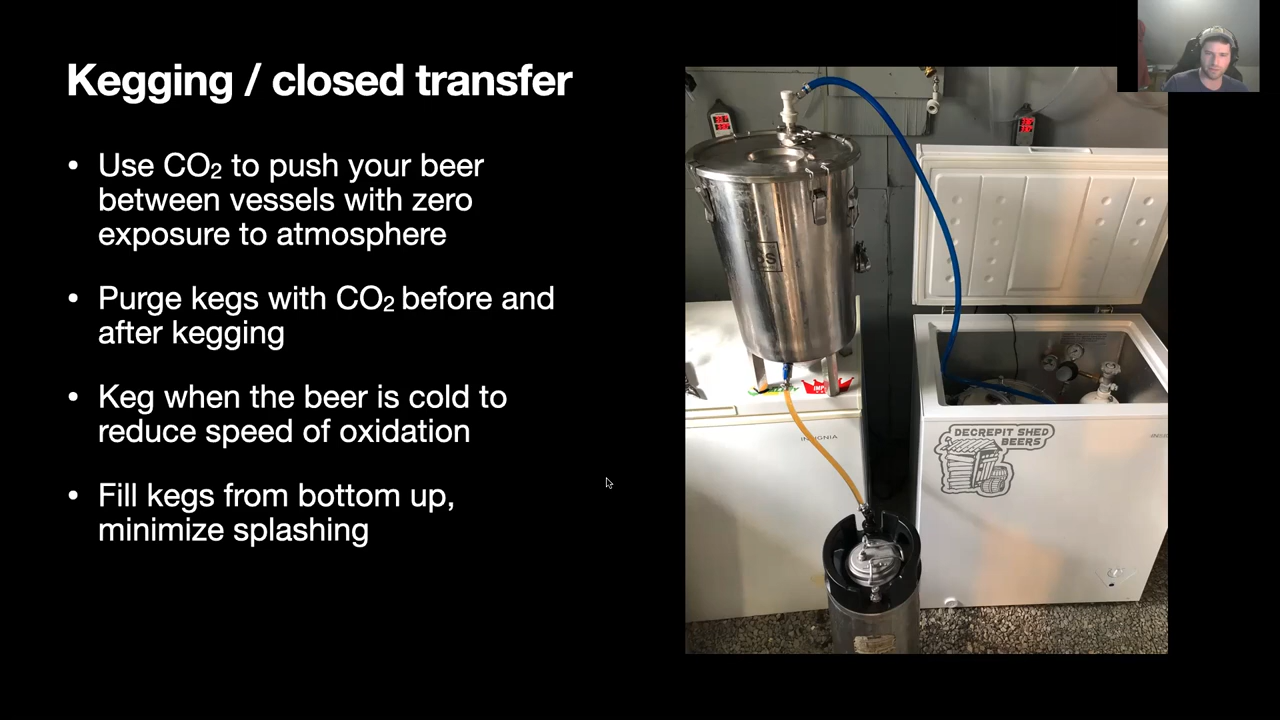 Kegging / closed transfer
• Use CO₂ to push your beer
between vessels with zero
exposure to atmosphere
• Purge kegs with CO₂ before and
after kegging
• Keg when the beer is cold to
reduce speed of oxidation
• Fill kegs from bottom up,
minimize splashing
Bs
INSIGNIA
DECREPIT SHED
BEERS